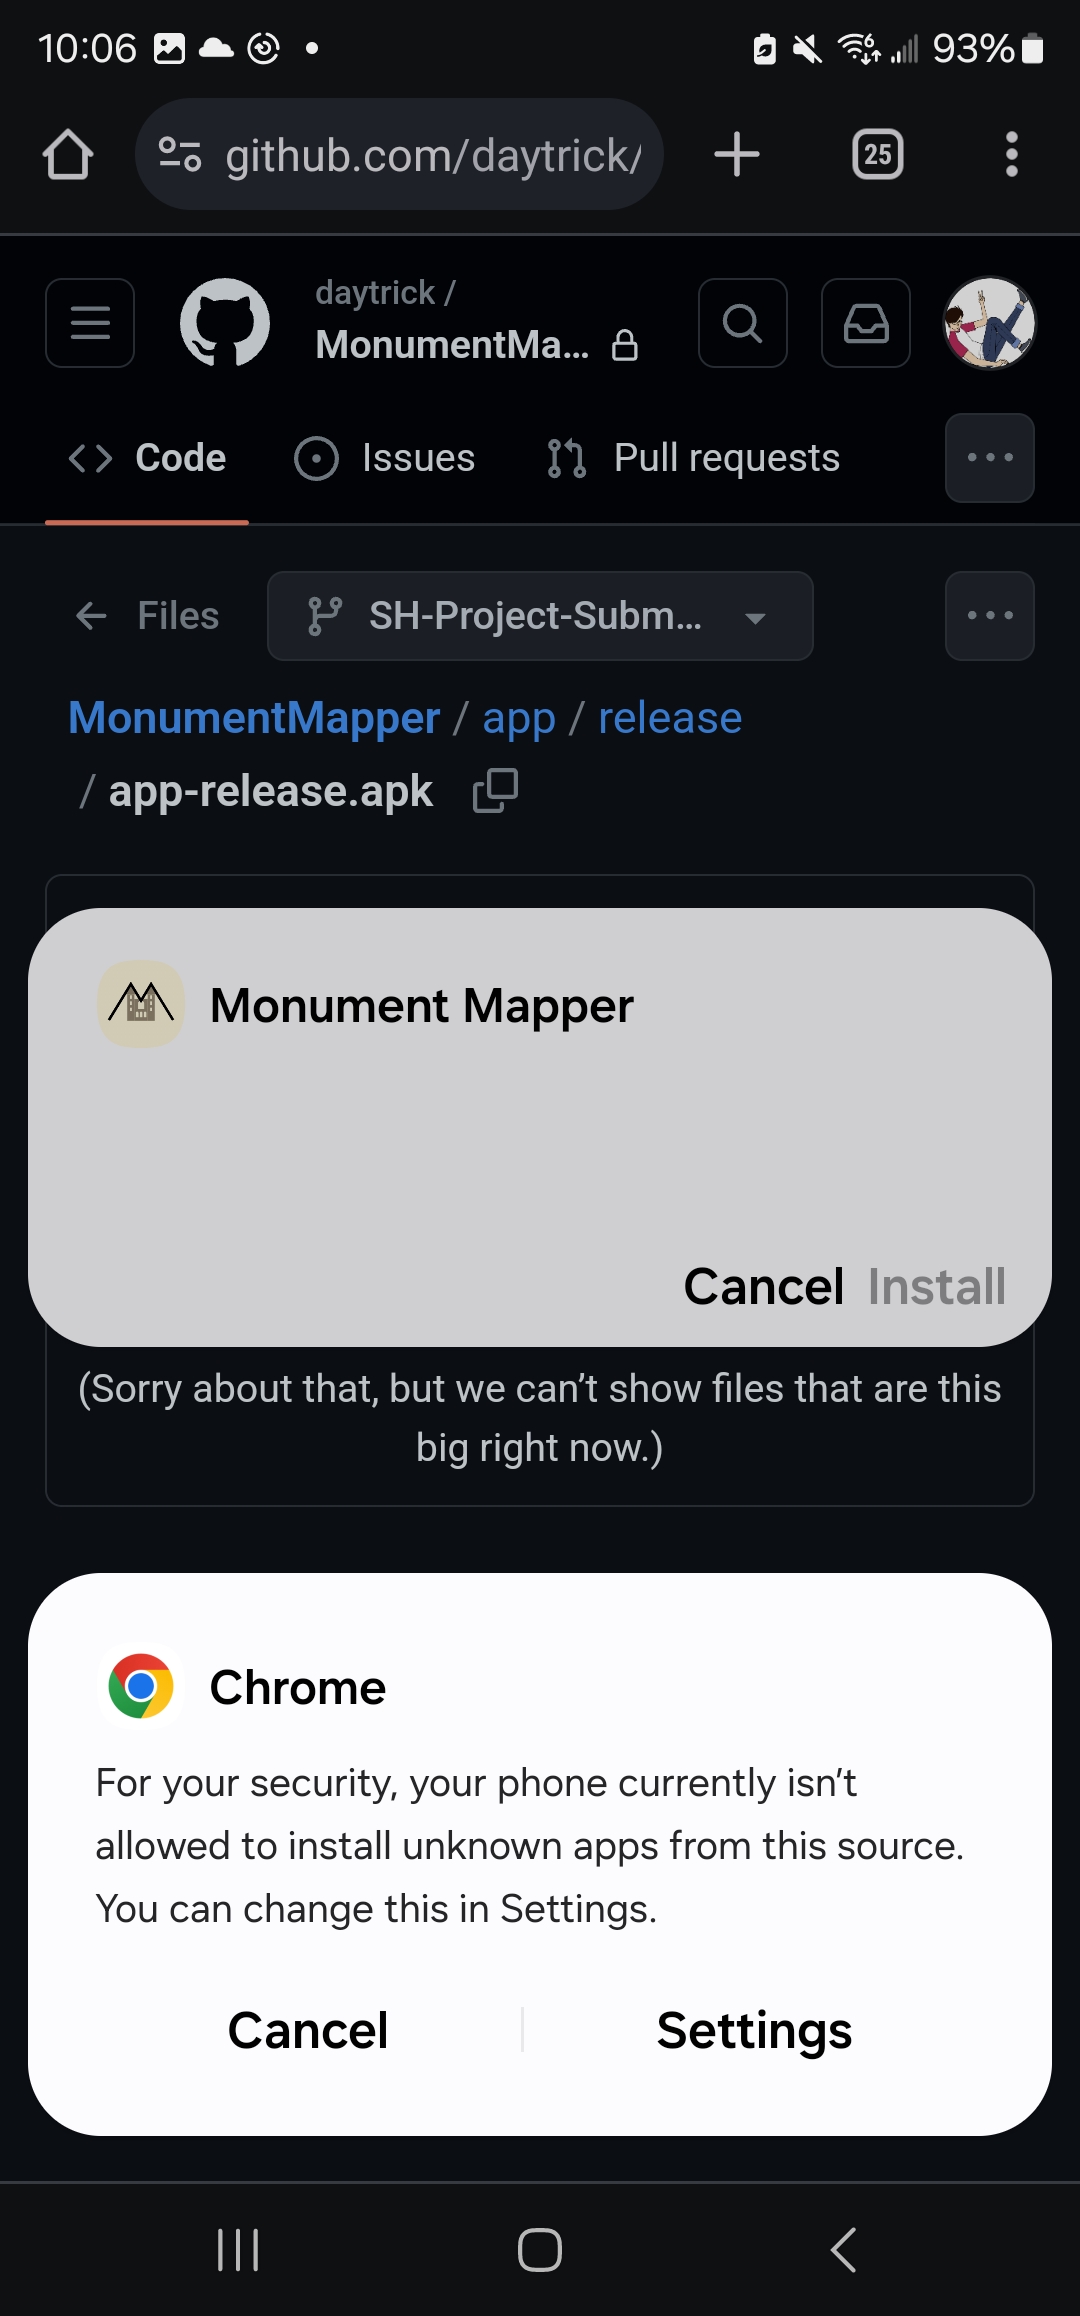 10:06 93%
github.com/daytrick/ 25
daytrick /
MonumentMa...
Code Issues Pull requests
Files SH-Project-Subm...
MonumentMapper / app / release
/ app-release.apk
Monument Mapper
Cancel Install
(Sorry about that, but we can’t show files that are this
big right now.)
Chrome
For your security, your phone currently isn’t
allowed to install unknown apps from this source.
You can change this in Settings.
Cancel Settings